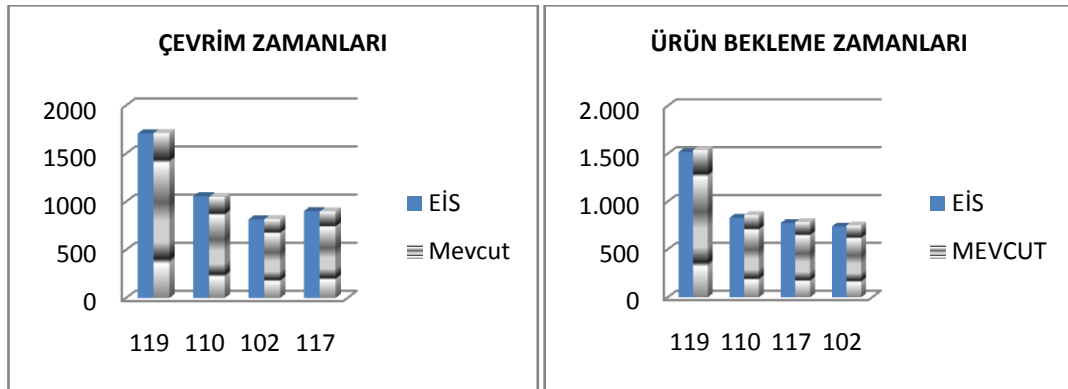 ÇEVRİM ZAMANLARI
2000
1500
1000
500
0
119 110 102 117
EİS
Mevcut
ÜRÜN BEKLEME ZAMANLARI
2.000
1.500
1.000
500
0
119 110 117 102
EİS
MEVCUT